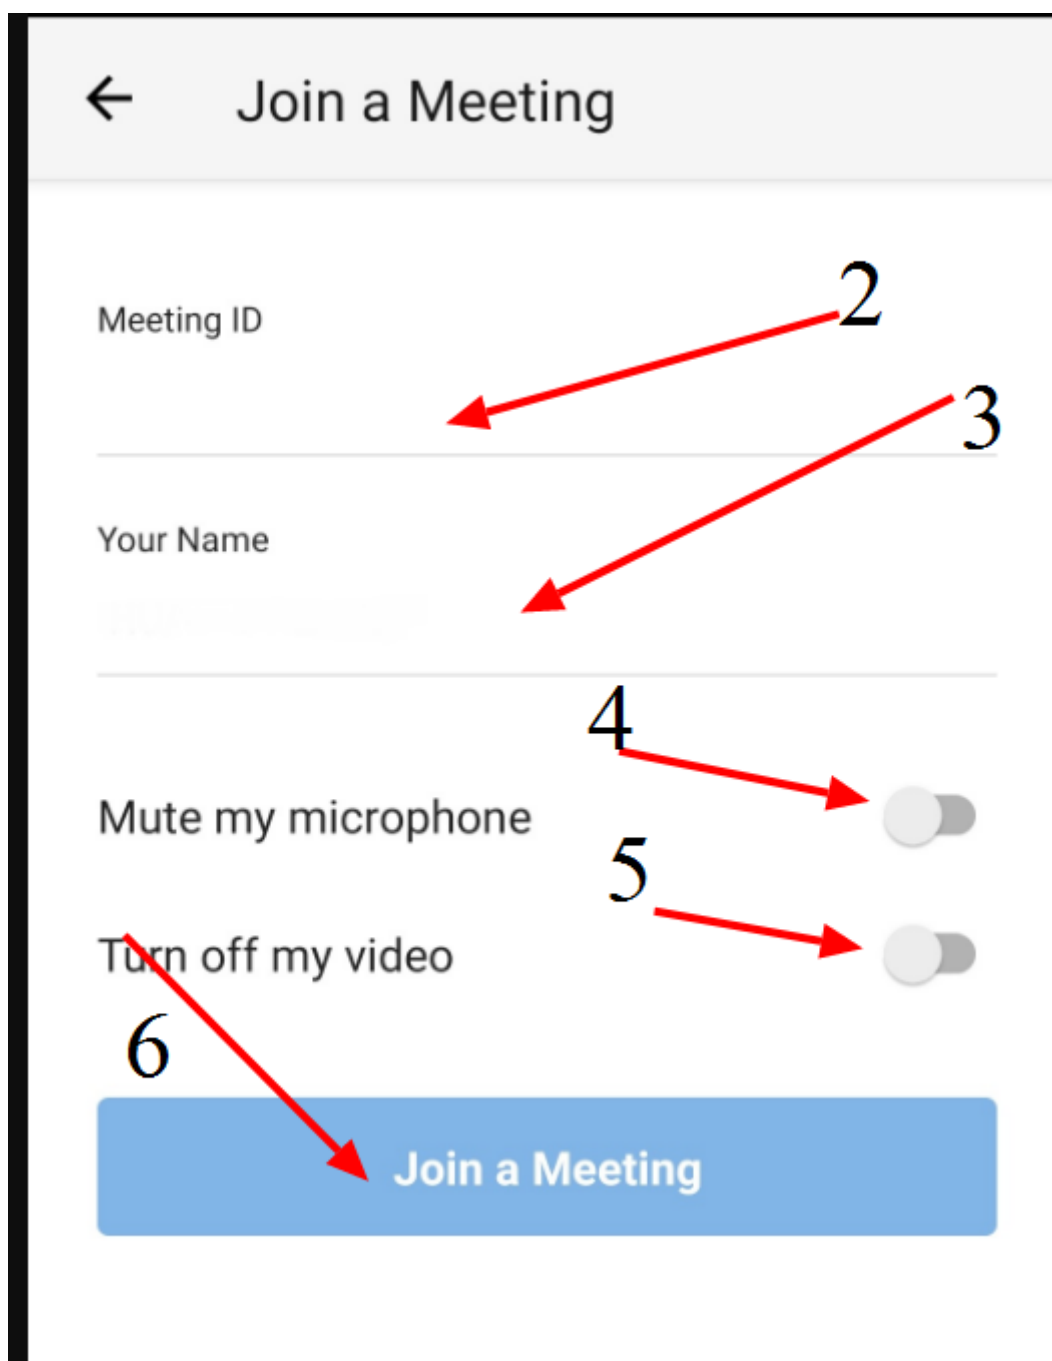 Join a Meeting
2
Meeting ID
3
Your Name
4
Mute my microphone
5
Turn off my video
6
Join a Meeting